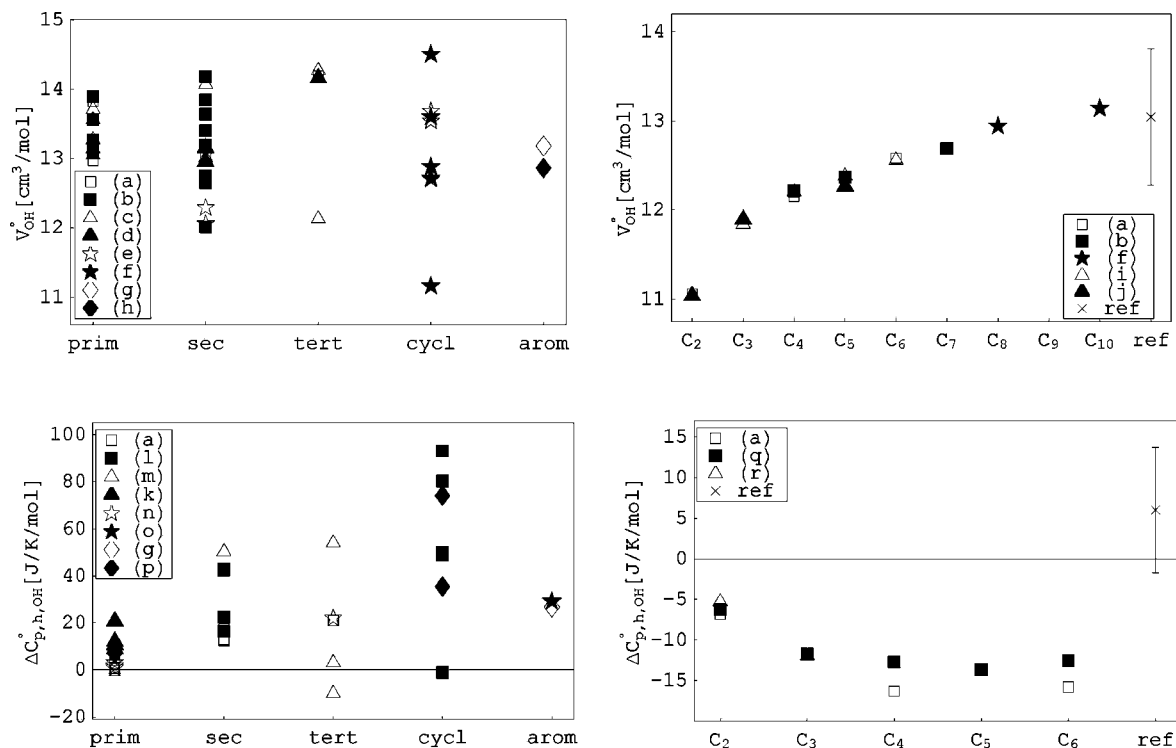 15
14
13
12
11
V°OH[cm³/mol]
(a)
(b)
(c)
(d)
(e)
(f)
(g)
(h)
prim sec tert cycl arom
14
13
12
11
V°OH[cm³/mol]
(a)
(b)
(f)
(i)
(j)
ref
C₂ C₃ C₄ C₅ C₆ C₇ C₈ C₉ C₁₀ ref
100
80
60
40
20
0
-20
ΔC°p,h,OH[J/K/mol]
(a)
(l)
(m)
(k)
(n)
(o)
(g)
(p)
prim sec tert cycl arom
15
10
5
0
-5
-10
-15
ΔC°p,h,OH[J/K/mol]
(a)
(q)
(r)
ref
C₂ C₃ C₄ C₅ C₆ ref